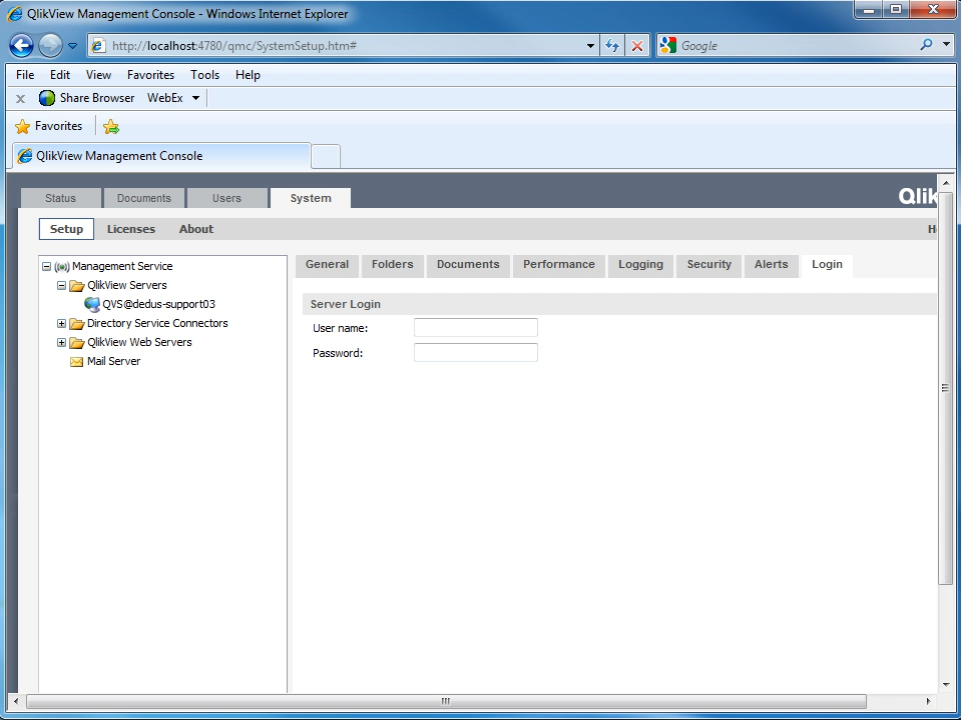 QlikView Management Console - Windows Internet Explorer
http://localhost:4780/qmc/SystemSetup.htm#
Google
File Edit View Favorites Tools Help
x Share Browser WebEx
Favorites
QlikView Management Console
Status Documents Users System
Qlik
Setup Licenses About
H
Management Service
QlikView Servers
QVS@dedus-support03
Directory Service Connectors
QlikView Web Servers
Mail Server
General Folders Documents Performance Logging Security Alerts Login
Server Login
User name:
Password: